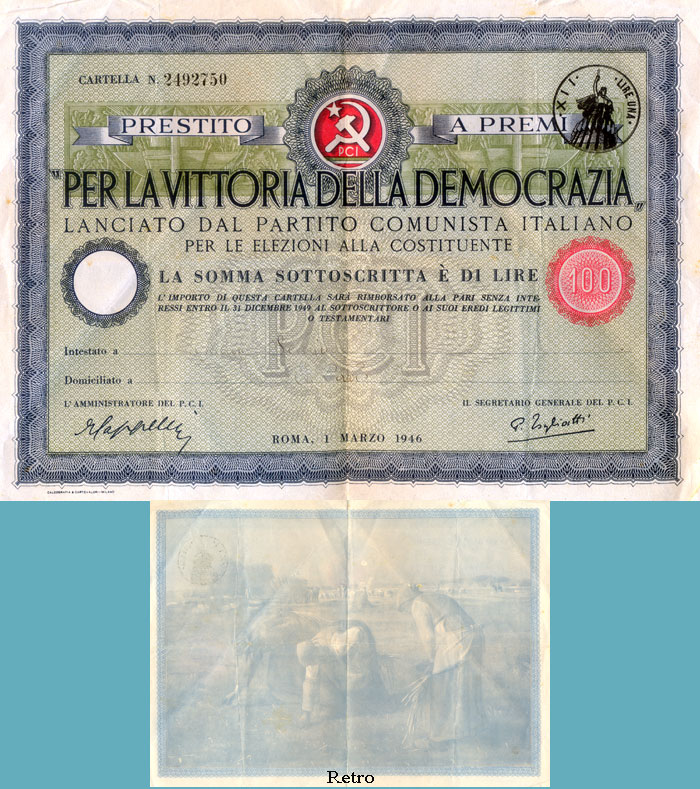 CARTELLA N. 2492750
PRESTITO A PREMI
XII · LIRE UNA ·
PCI
"PER LA VITTORIA DELLA DEMOCRAZIA„
LANCIATO DAL PARTITO COMUNISTA ITALIANO
PER LE ELEZIONI ALLA COSTITUENTE
LA SOMMA SOTTOSCRITTA È DI LIRE
100
L'IMPORTO DI QUESTA CARTELLA SARÀ RIMBORSATO ALLA PARI SENZA INTE-
RESSI ENTRO IL 31 DICEMBRE 1949 AL SOTTOSCRITTORE O AI SUOI EREDI LEGITTIMI
O TESTAMENTARI
PCI
Intestato a
Domiciliato a
L'AMMINISTRATORE DEL P. C. I.
IL SEGRETARIO GENERALE DEL P. C. I.
P. Togliatti
ROMA, 1 MARZO 1946
Retro